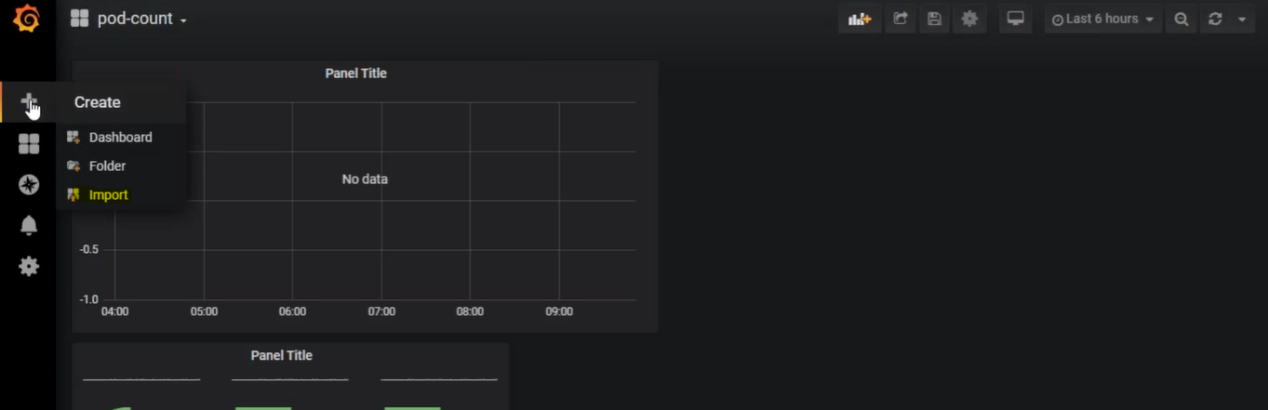 pod-count
Last 6 hours
Panel Title
Create
Dashboard
Folder
Import
No data
-0.5
-1.0
04:00 05:00 06:00 07:00 08:00 09:00
Panel Title